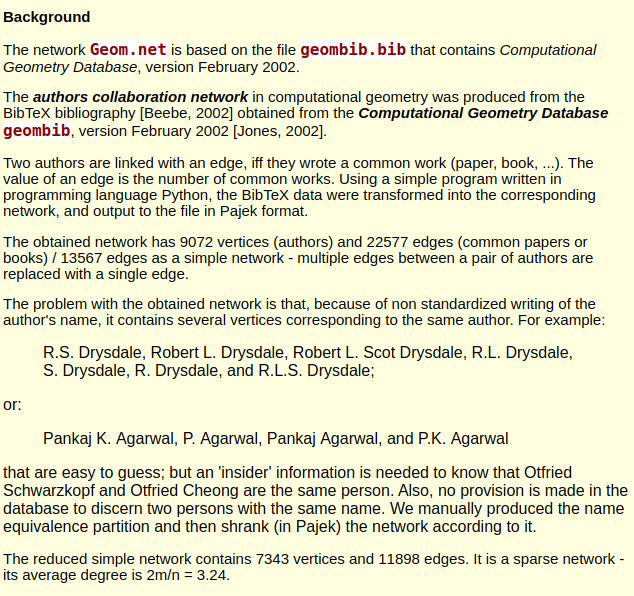 Background
The network Geom.net is based on the file geombib.bib that contains Computational
Geometry Database, version February 2002.
The authors collaboration network in computational geometry was produced from the
BibTeX bibliography [Beebe, 2002] obtained from the Computational Geometry Database
geombib, version February 2002 [Jones, 2002].
Two authors are linked with an edge, iff they wrote a common work (paper, book, ...). The
value of an edge is the number of common works. Using a simple program written in
programming language Python, the BibTeX data were transformed into the corresponding
network, and output to the file in Pajek format.
The obtained network has 9072 vertices (authors) and 22577 edges (common papers or
books) / 13567 edges as a simple network - multiple edges between a pair of authors are
replaced with a single edge.
The problem with the obtained network is that, because of non standardized writing of the
author's name, it contains several vertices corresponding to the same author. For example:
R.S. Drysdale, Robert L. Drysdale, Robert L. Scot Drysdale, R.L. Drysdale,
S. Drysdale, R. Drysdale, and R.L.S. Drysdale;
or:
Pankaj K. Agarwal, P. Agarwal, Pankaj Agarwal, and P.K. Agarwal
that are easy to guess; but an 'insider' information is needed to know that Otfried
Schwarzkopf and Otfried Cheong are the same person. Also, no provision is made in the
database to discern two persons with the same name. We manually produced the name
equivalence partition and then shrank (in Pajek) the network according to it.
The reduced simple network contains 7343 vertices and 11898 edges. It is a sparse network -
its average degree is 2m/n = 3.24.